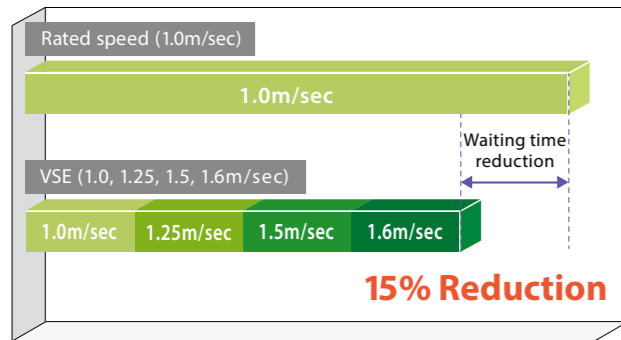 Rated speed (1.0m/sec)
1.0m/sec
Waiting time
reduction
VSE (1.0, 1.25, 1.5, 1.6m/sec)
1.0m/sec
1.25m/sec
1.5m/sec
1.6m/sec
15% Reduction